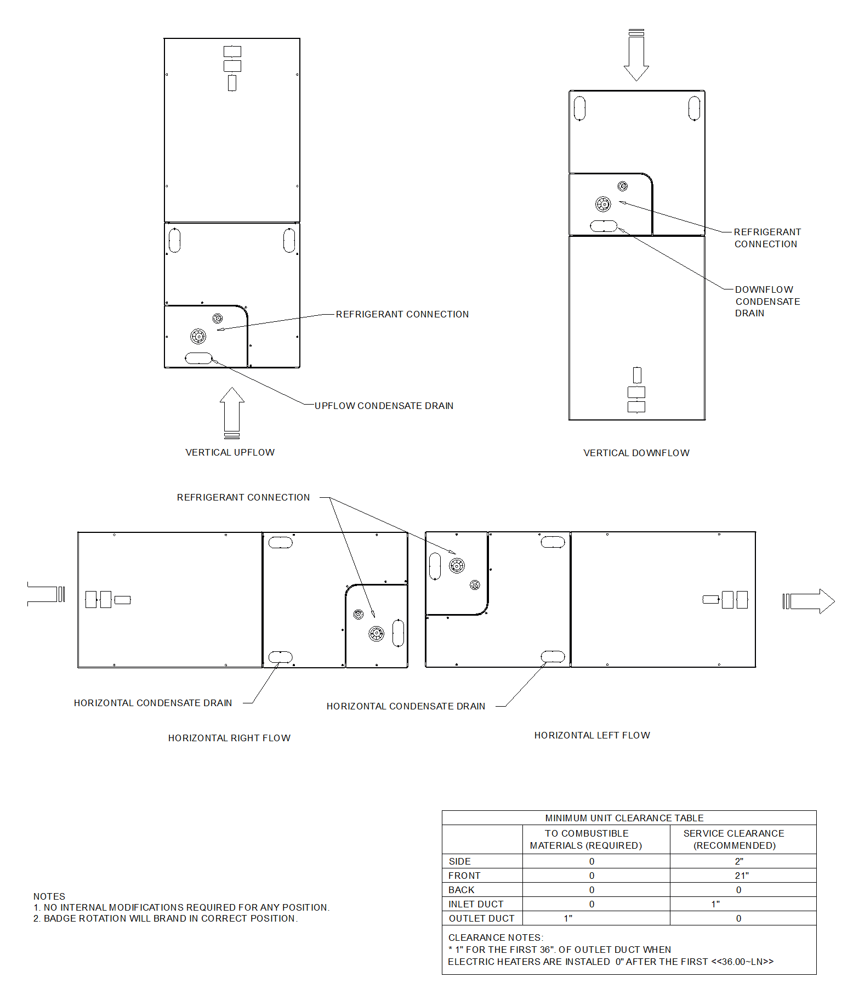 REFRIGERANT
CONNECTION
DOWNFLOW
CONDENSATE
DRAIN
REFRIGERANT CONNECTION
UPFLOW CONDENSATE DRAIN
VERTICAL UPFLOW
VERTICAL DOWNFLOW
REFRIGERANT CONNECTION
HORIZONTAL CONDENSATE DRAIN
HORIZONTAL CONDENSATE DRAIN
HORIZONTAL RIGHT FLOW
HORIZONTAL LEFT FLOW
MINIMUM UNIT CLEARANCE TABLE
TO COMBUSTIBLE
MATERIALS (REQUIRED)
SERVICE CLEARANCE
(RECOMMENDED)
SIDE 0 2"
FRONT 0 21"
BACK 0 0
INLET DUCT 0 1"
OUTLET DUCT 1" 0
CLEARANCE NOTES:
* 1" FOR THE FIRST 36". OF OUTLET DUCT WHEN
ELECTRIC HEATERS ARE INSTALED 0" AFTER THE FIRST <<36.00~LN>>
NOTES
1. NO INTERNAL MODIFICATIONS REQUIRED FOR ANY POSITION.
2. BADGE ROTATION WILL BRAND IN CORRECT POSITION.